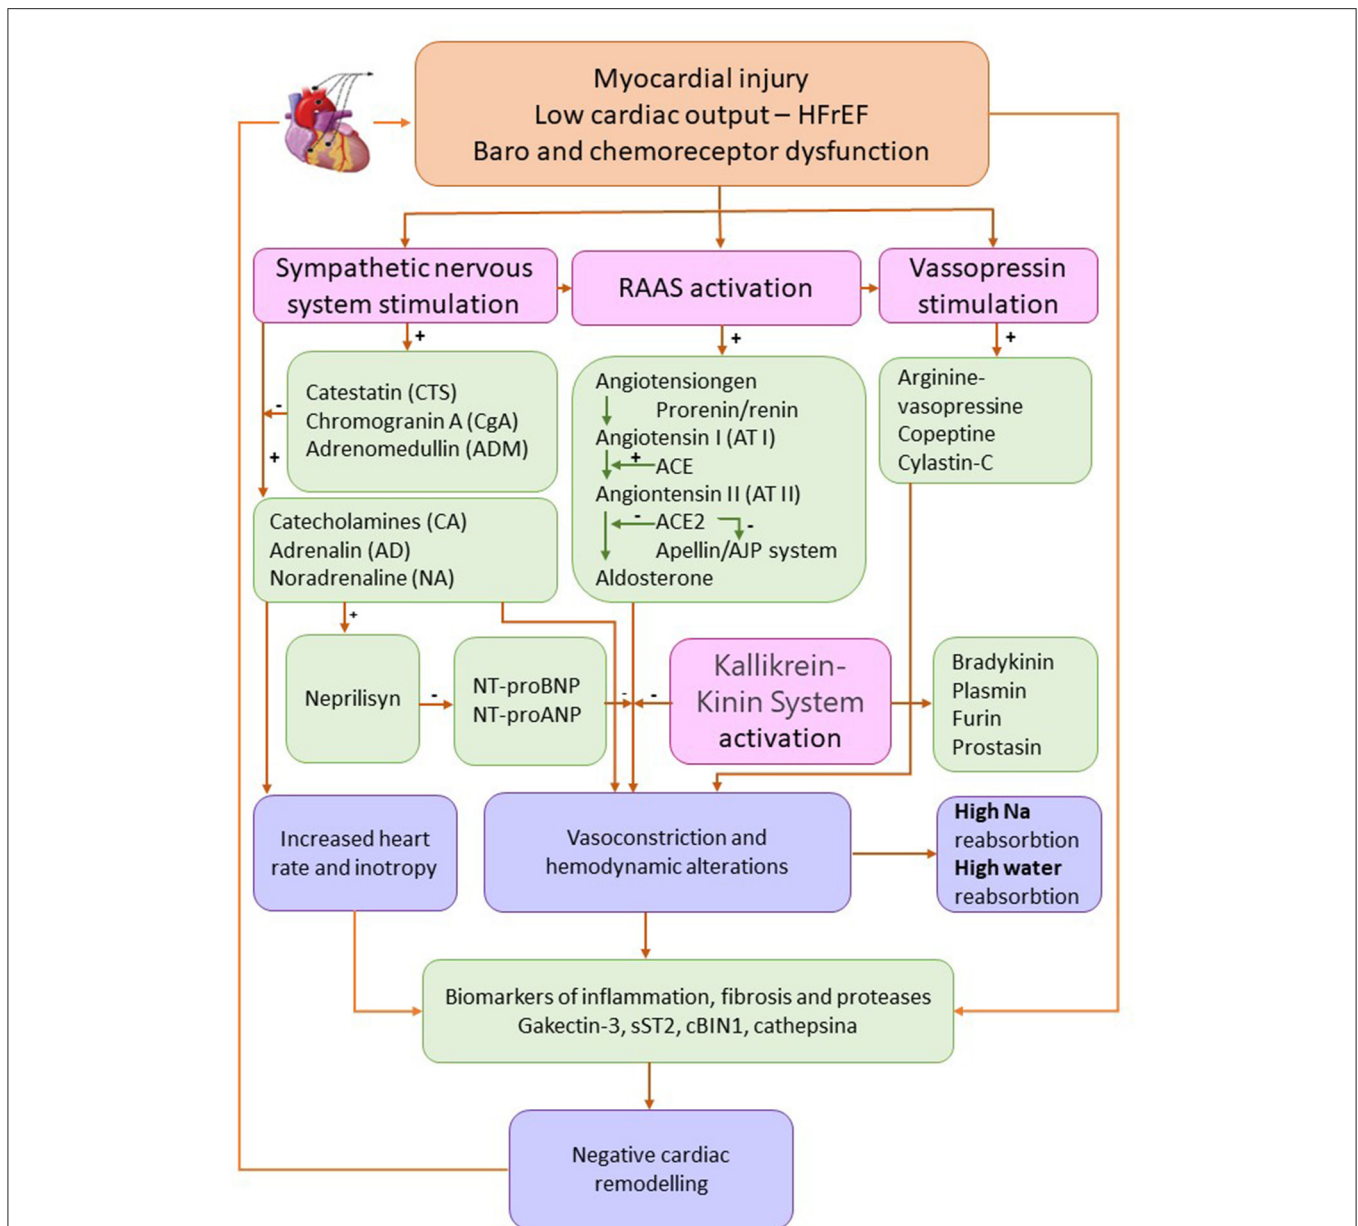 Myocardial injury
Low cardiac output – HFrEF
Baro and chemoreceptor dysfunction
Sympathetic nervous
system stimulation
RAAS activation
Vassopressin
stimulation
+
+
+
Catestatin (CTS)
Chromogranin A (CgA)
Adrenomedullin (ADM)
-
+
Angiotensiongen
Prorenin/renin
Angiotensin I (AT I)
+
ACE
Angiontensin II (AT II)
-
ACE2
-
Apellin/AJP system
Aldosterone
Arginine-
vasopressine
Copeptine
Cylastin-C
Catecholamines (CA)
Adrenalin (AD)
Noradrenaline (NA)
+
Neprilisyn
-
NT-proBNP
NT-proANP
-
-
Kallikrein-
Kinin System
activation
Bradykinin
Plasmin
Furin
Prostasin
Increased heart
rate and inotropy
Vasoconstriction and
hemodynamic alterations
High Na
reabsorbtion
High water
reabsorbtion
Biomarkers of inflammation, fibrosis and proteases
Gakectin-3, sST2, cBIN1, cathepsina
Negative cardiac
remodelling